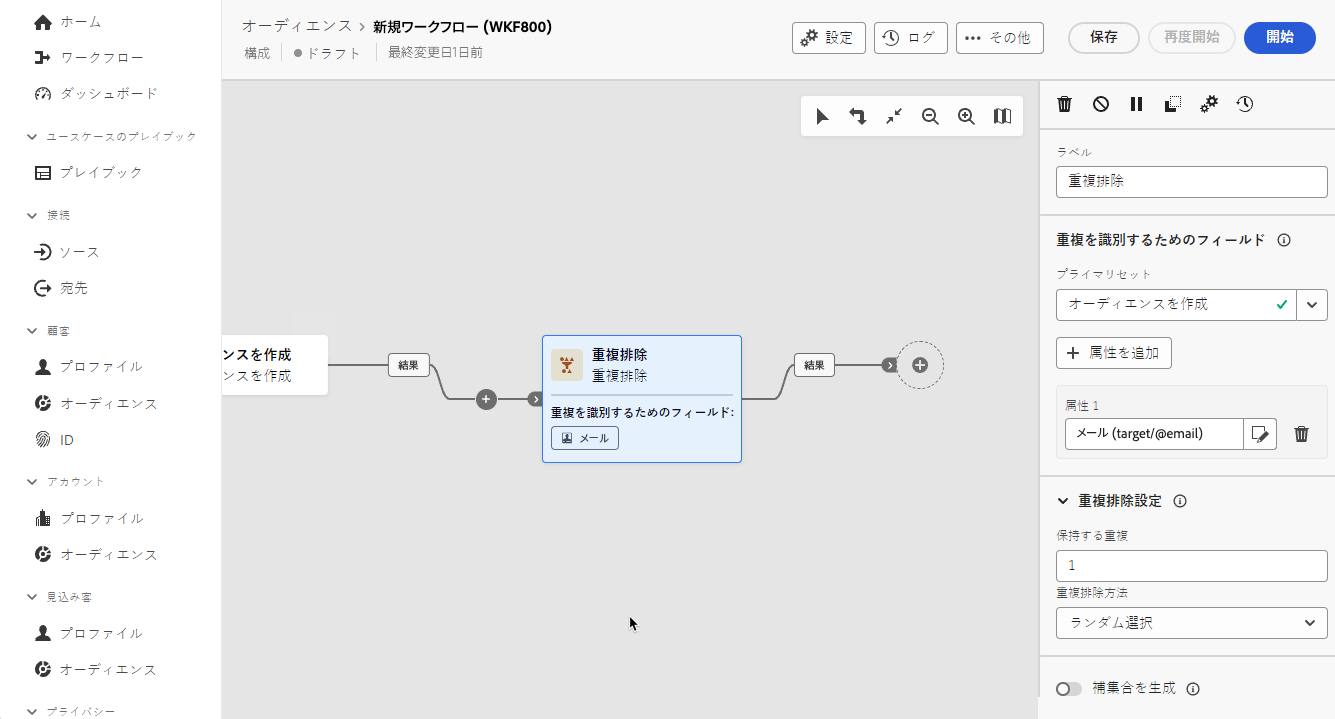 ホーム
ワークフロー
ダッシュボード
ユースケースのプレイブック
プレイブック
接続
ソース
宛先
顧客
プロファイル
オーディエンス
ID
アカウント
プロファイル
オーディエンス
見込み客
プロファイル
オーディエンス
プライバシー
オーディエンス › 新規ワークフロー (WKF800)
構成 ドラフト 最終変更日1日前
設定 ログ ••• その他 保存 再度開始 開始
ンスを作成
ンスを作成
結果
重複排除
重複排除
重複を識別するためのフィールド:
メール
結果
ラベル
重複排除
重複を識別するためのフィールド
プライマリセット
オーディエンスを作成
属性を追加
属性 1
メール (target/@email)
重複排除設定
保持する重複
1
重複排除方法
ランダム選択
補集合を生成